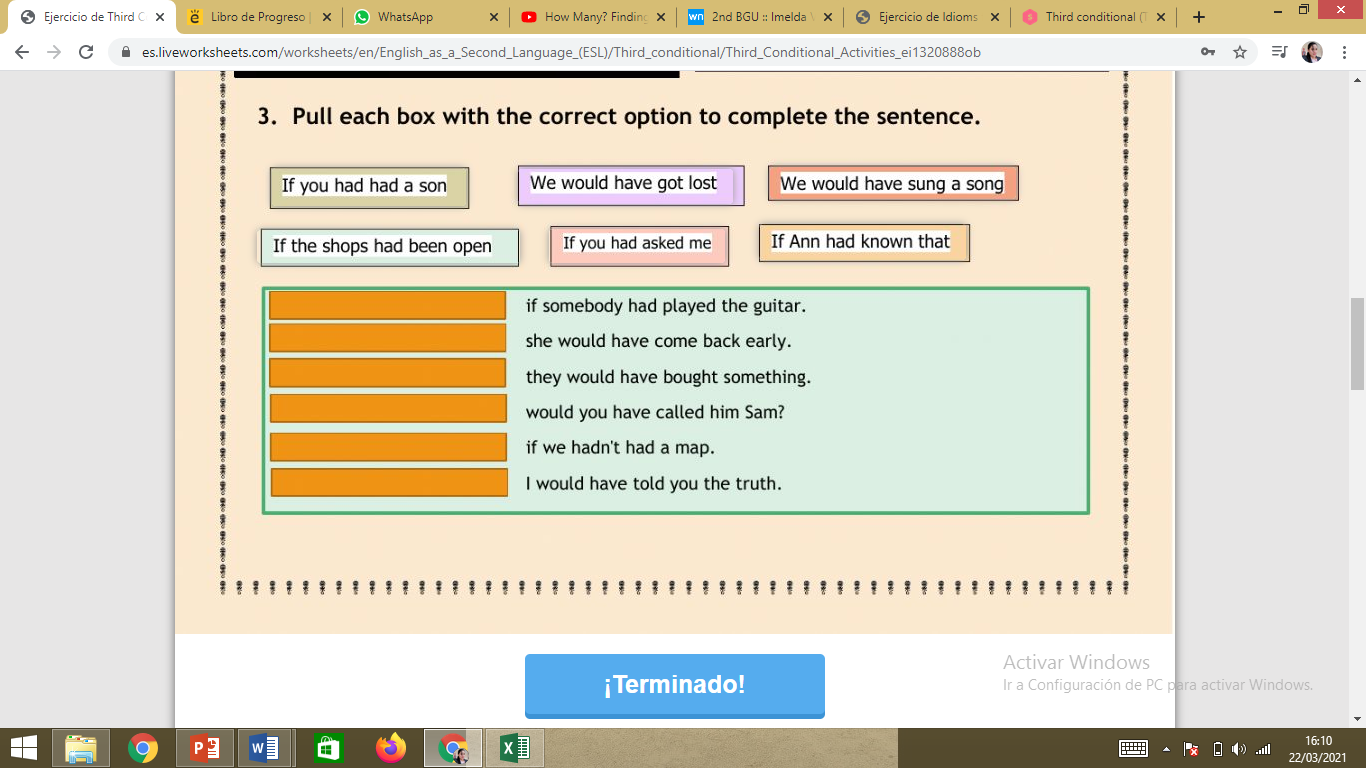 Ejercicio de Third C
Libro de Progreso
WhatsApp
How Many? Finding
2nd BGU :: Imelda
Ejercicio de Idioms
Third conditional (
es.liveworksheets.com/worksheets/en/English_as_a_Second_Language_(ESL)/Third_conditional/Third_Conditional_Activities_ei1320888ob
3. Pull each box with the correct option to complete the sentence.
If you had had a son
We would have got lost
We would have sung a song
If the shops had been open
If you had asked me
If Ann had known that
if somebody had played the guitar.
she would have come back early.
they would have bought something.
would you have called him Sam?
if we hadn't had a map.
I would have told you the truth.
¡Terminado!
Activar Windows
Ir a Configuración de PC para activar Windows.
16:10
22/03/2021